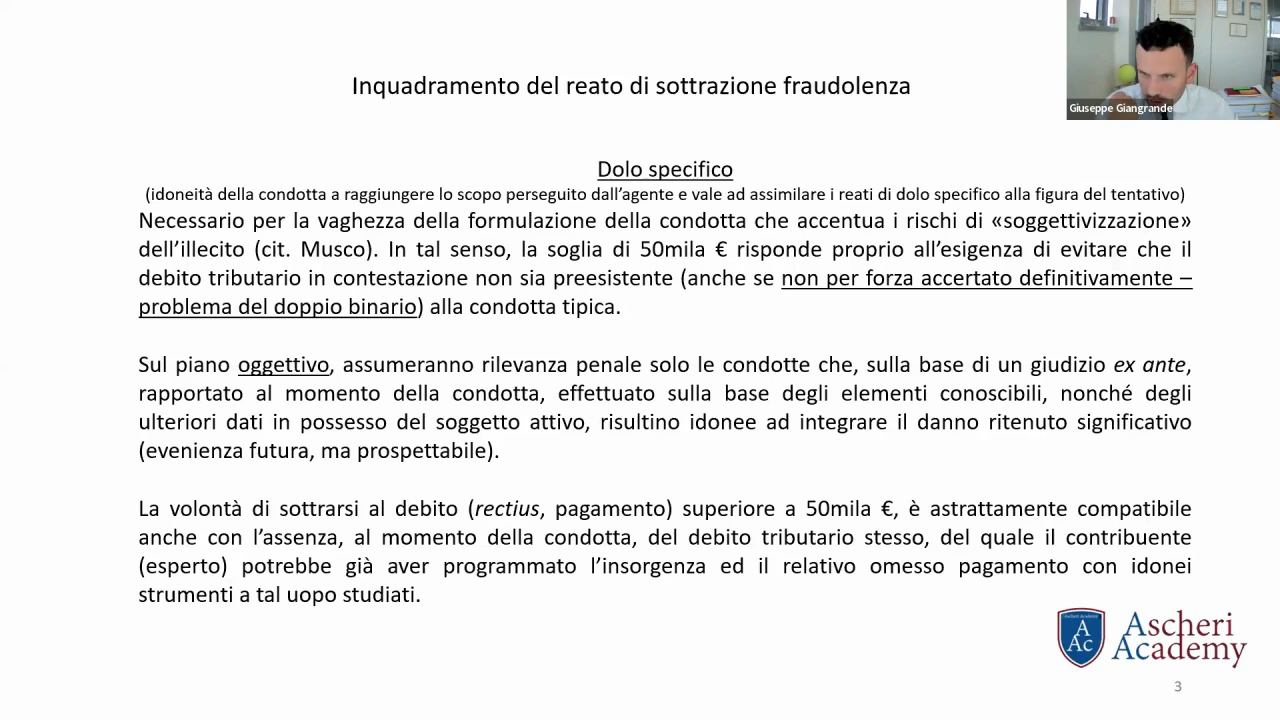 Inquadramento del reato di sottrazione fraudolenza
Giuseppe Giangrande
Dolo specifico
(idoneità della condotta a raggiungere lo scopo perseguito dall’agente e vale ad assimilare i reati di dolo specifico alla figura del tentativo)
Necessario per la vaghezza della formulazione della condotta che accentua i rischi di «soggettivizzazione»
dell’illecito (cit. Musco). In tal senso, la soglia di 50mila € risponde proprio all’esigenza di evitare che il
debito tributario in contestazione non sia preesistente (anche se non per forza accertato definitivamente –
problema del doppio binario) alla condotta tipica.
Sul piano oggettivo, assumeranno rilevanza penale solo le condotte che, sulla base di un giudizio ex ante,
rapportato al momento della condotta, effettuato sulla base degli elementi conoscibili, nonché degli
ulteriori dati in possesso del soggetto attivo, risultino idonee ad integrare il danno ritenuto significativo
(evenienza futura, ma prospettabile).
La volontà di sottrarsi al debito (rectius, pagamento) superiore a 50mila €, è astrattamente compatibile
anche con l’assenza, al momento della condotta, del debito tributario stesso, del quale il contribuente
(esperto) potrebbe già aver programmato l’insorgenza ed il relativo omesso pagamento con idonei
strumenti a tal uopo studiati.
Ascheri Academy
A
Ac
Ascheri
Academy
3